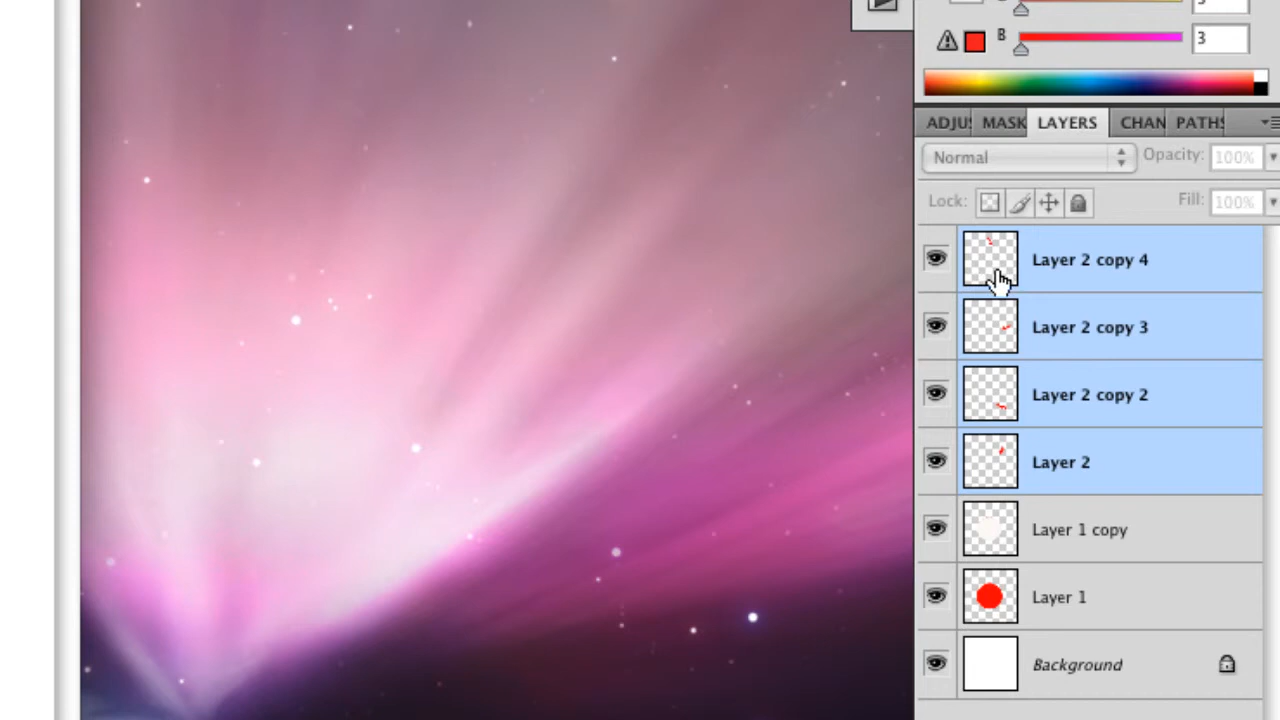 B 3
ADJU MASK LAYERS CHAN PATHS
Normal Opacity: 100%
Lock: Fill: 100%
Layer 2 copy 4
Layer 2 copy 3
Layer 2 copy 2
Layer 2
Layer 1 copy
Layer 1
Background